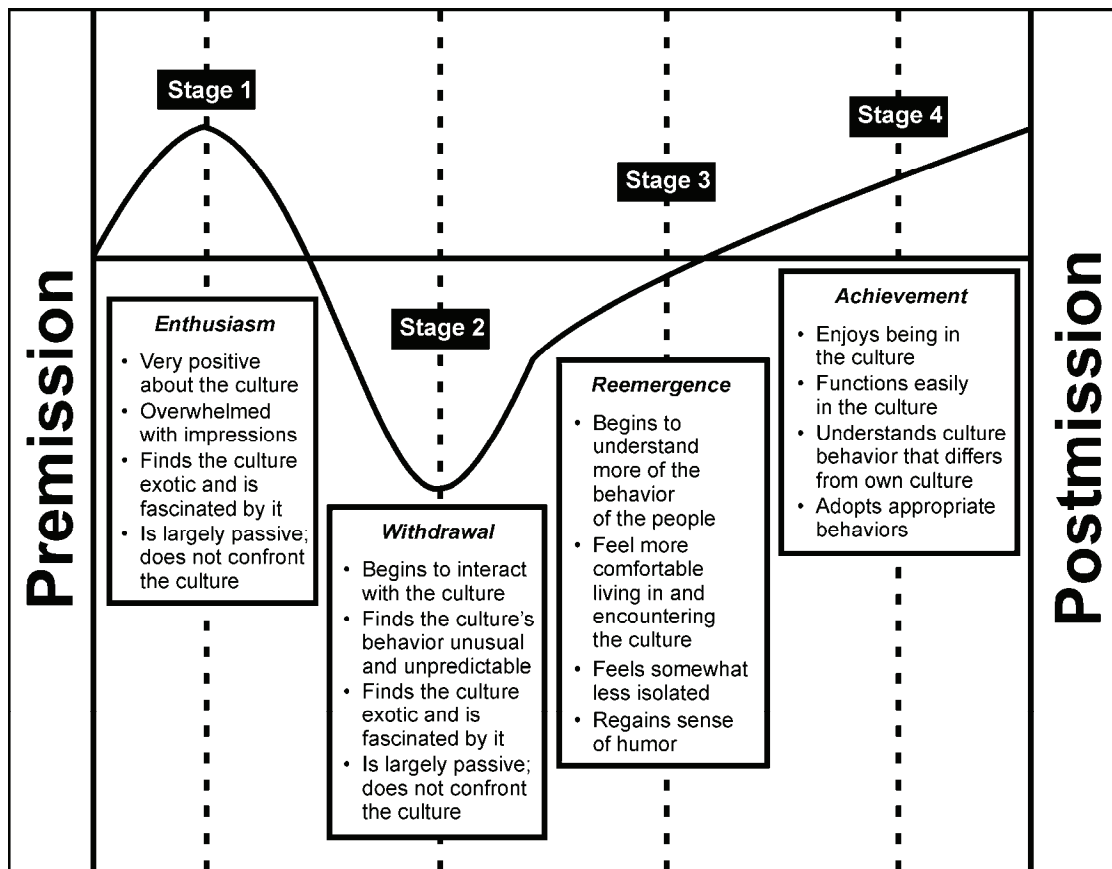 Premission
Stage 1
Enthusiasm
• Very positive
about the culture
• Overwhelmed
with impressions
• Finds the culture
exotic and is
fascinated by it
• Is largely passive;
does not confront
the culture
Stage 2
Withdrawal
• Begins to interact
with the culture
• Finds the culture’s
behavior unusual
and unpredictable
• Finds the culture
exotic and is
fascinated by it
• Is largely passive;
does not confront
the culture
Stage 3
Reemergence
• Begins to
understand
more of the
behavior
of the people
• Feel more
comfortable
living in and
encountering
the culture
• Feels somewhat
less isolated
• Regains sense
of humor
Stage 4
Achievement
• Enjoys being in
the culture
• Functions easily
in the culture
• Understands culture
behavior that differs
from own culture
• Adopts appropriate
behaviors
Postmission